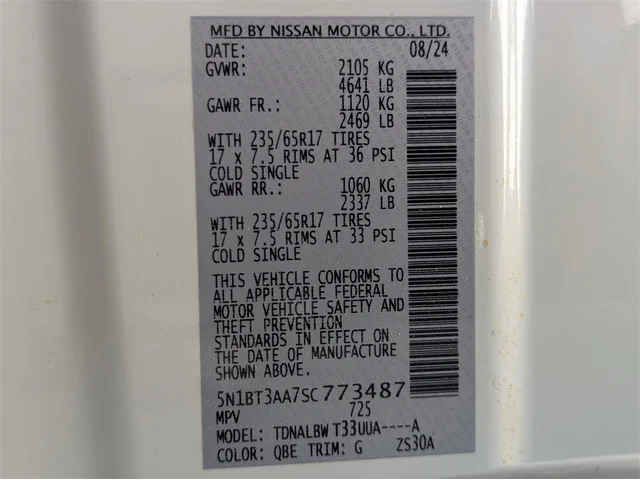 MFD BY NISSAN MOTOR CO., LTD.
DATE: 08/24
GVWR: 2105 KG
4641 LB
GAWR FR.: 1120 KG
2469 LB
WITH 235/65R17 TIRES
17 x 7.5 RIMS AT 36 PSI
COLD SINGLE
GAWR RR.: 1060 KG
2337 LB
WITH 235/65R17 TIRES
17 x 7.5 RIMS AT 33 PSI
COLD SINGLE
THIS VEHICLE CONFORMS TO
ALL APPLICABLE FEDERAL
MOTOR VEHICLE SAFETY AND
THEFT PREVENTION
STANDARDS IN EFFECT ON
THE DATE OF MANUFACTURE
SHOWN ABOVE.
5N1BT3AA7SC773487
MPV 725
MODEL: TDNALBW T33UUA----A
COLOR: QBE TRIM: G ZS30A